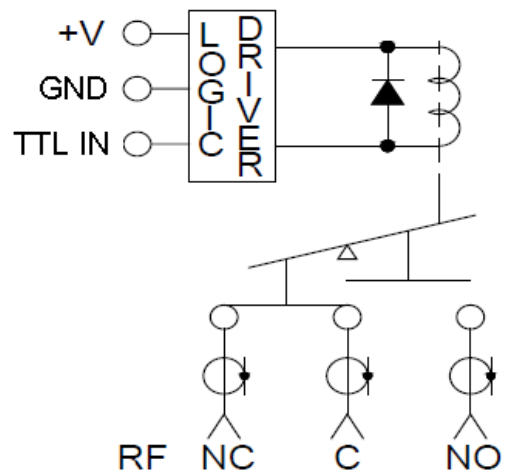 +V
GND
TTL IN
LOGIC
DRIVER
RF NC C NO